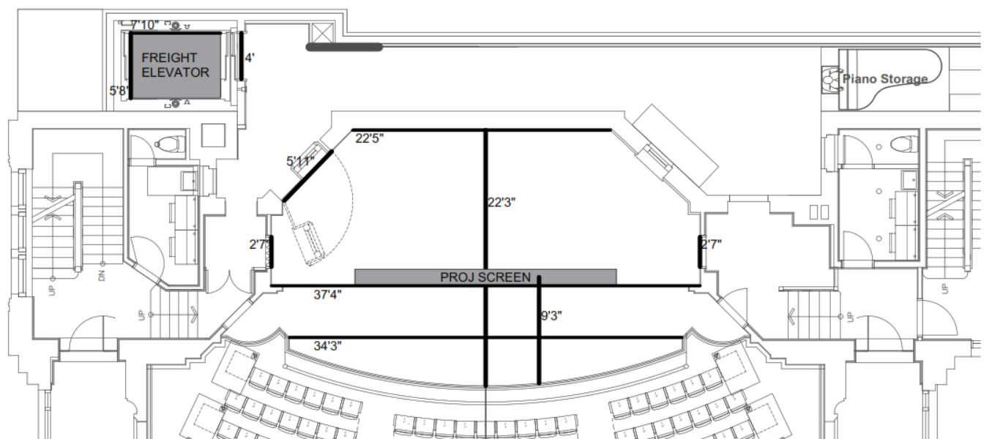 7'10"
FREIGHT
ELEVATOR
4'
5'8"
Piano Storage
22'5"
5'11"
22'3"
2'7"
2'7"
PROJ SCREEN
37'4"
9'3"
34'3"
UP
DN
UP
UP
UP